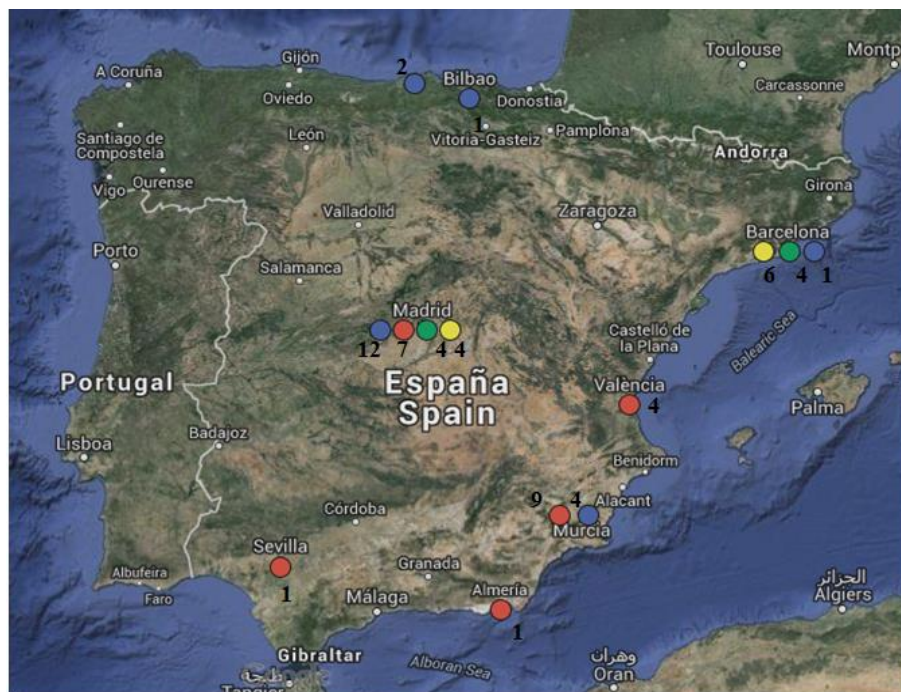 Toulouse
Montp
Gijón
2
Bilbao
A Coruña
Carcassonne
Oviedo
Donostia
1
Santiago de
Compostela
León
Vitoria-Gasteiz
Pamplona
Andorra
Vigo
Ourense
Girona
Valladolid
Zaragoza
Barcelona
Porto
6 4 1
Salamanca
Madrid
12 7 4 4
Castelló de
la Plana
Balearic Sea
Portugal
España
Spain
València
4
Palma
Lisboa
Badajoz
Benidorm
9 4
Alacant
Córdoba
Murcia
Sevilla
Granada
Albufeira
Faro
1
Málaga
Almería
1
الجزائر
Algiers
Gibraltar
Alboran Sea
وهران
Oran
طنجة
Tangier